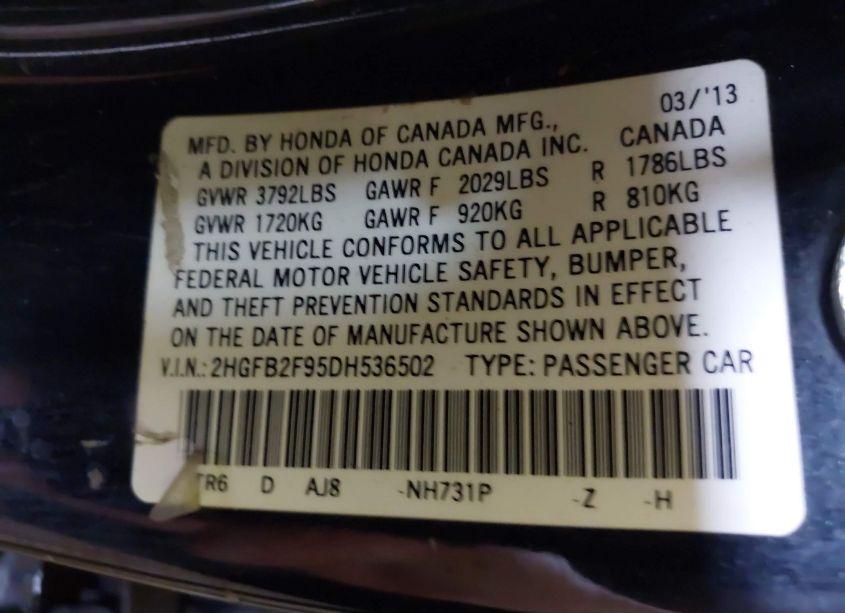 03/'13
MFD. BY HONDA OF CANADA MFG.,
A DIVISION OF HONDA CANADA INC. CANADA
GVWR 3792LBS GAWR F 2029LBS R 1786LBS
GVWR 1720KG GAWR F 920KG R 810KG
THIS VEHICLE CONFORMS TO ALL APPLICABLE
FEDERAL MOTOR VEHICLE SAFETY, BUMPER,
AND THEFT PREVENTION STANDARDS IN EFFECT
ON THE DATE OF MANUFACTURE SHOWN ABOVE.
V.I.N.: 2HGFB2F95DH536502 TYPE: PASSENGER CAR
TR6 D AJ8 -NH731P -Z -H